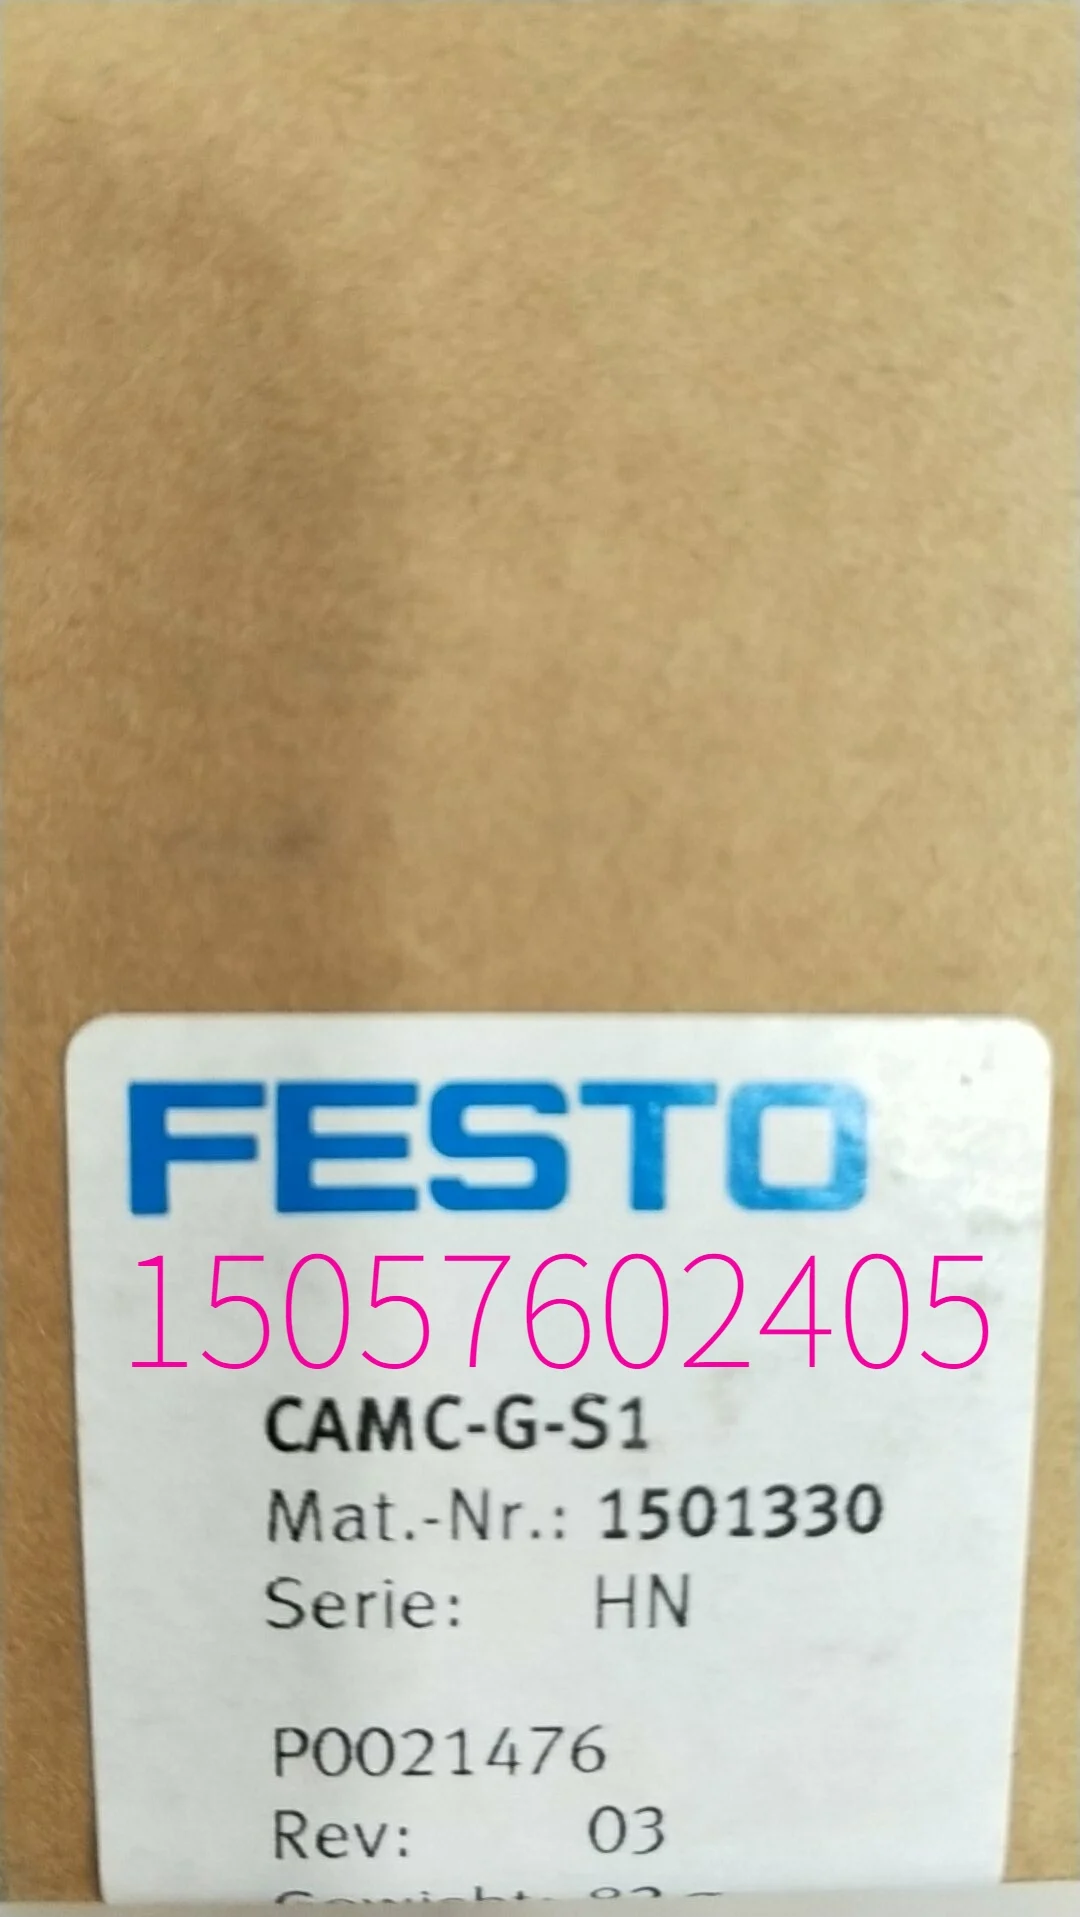 FESTO
15057602405
CAMC-G-S1
Mat.-Nr.: 1501330
Serie: HN
P0021476
Rev: 03